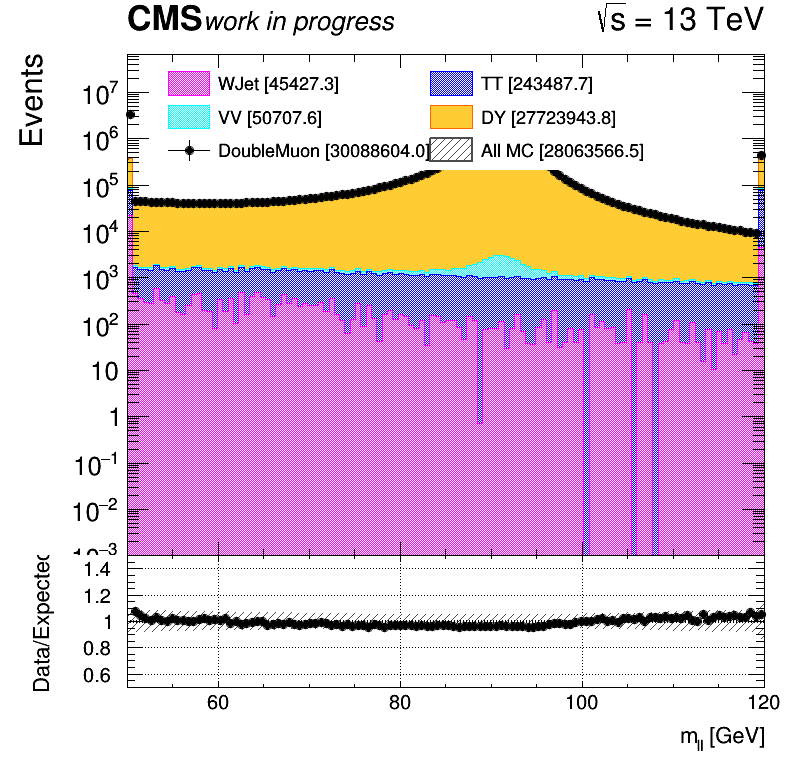 CMS work in progress √s = 13 TeV
Events
WJet [45427.3] TT [243487.7]
VV [50707.6] DY [27723943.8]
DoubleMuon [30088604.0] All MC [28063566.5]
10⁷
10⁶
10⁵
10⁴
10³
10²
10
1
10⁻¹
10⁻²
10⁻³
Data/Expected
1.4
1.2
1
0.8
0.6
60 80 100 120
m_ll [GeV]